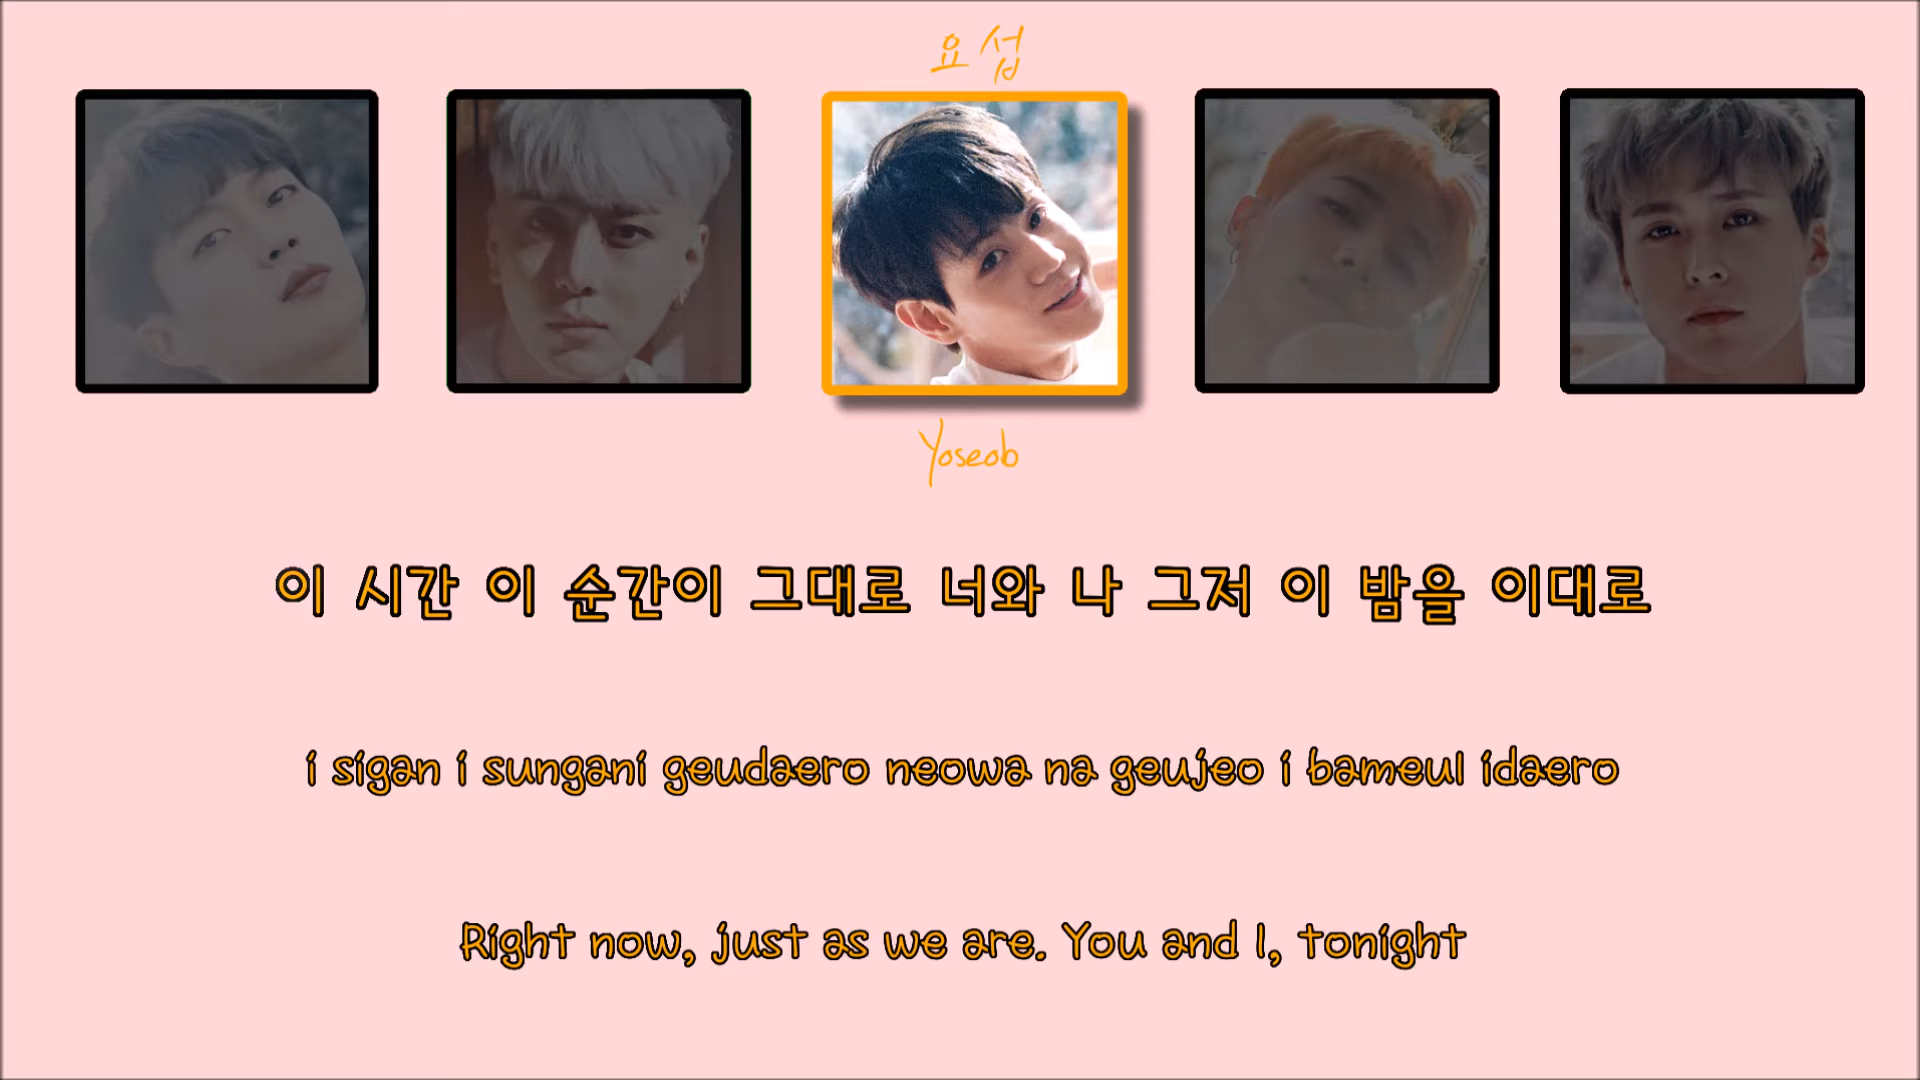 요섭
Yoseob
이 시간 이 순간이 그대로 너와 나 그저 이 밤을 이대로
i sigan i sungani geudaero neowa na geujeo i bameul idaero
Right now, just as we are. You and I, tonight